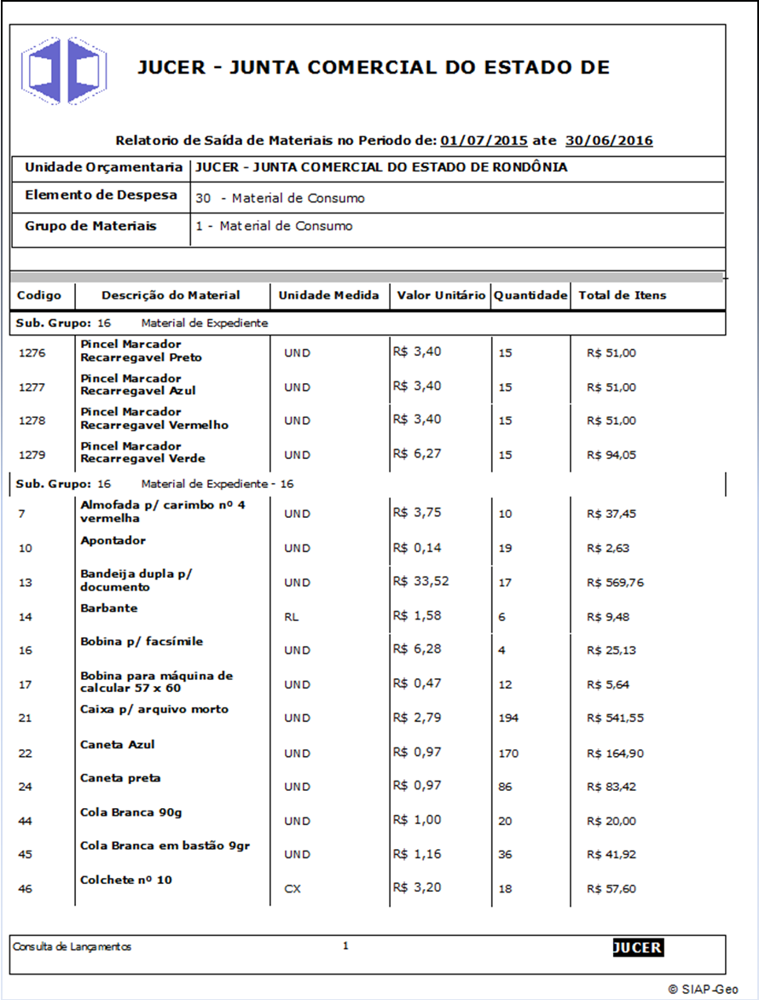 JUCER - JUNTA COMERCIAL DO ESTADO DE
Relatorio de Saída de Materiais no Periodo de: 01/07/2015 ate 30/06/2016
Unidade Orçamentaria JUCER - JUNTA COMERCIAL DO ESTADO DE RONDÔNIA
Elemento de Despesa 30 - Material de Consumo
Grupo de Materiais 1 - Material de Consumo
Codigo Descrição do Material Unidade Medida Valor Unitário Quantidade Total de Itens
Sub. Grupo: 16 Material de Expediente
1276 Pincel Marcador Recarregavel Preto UND R$ 3,40 15 R$ 51,00
1277 Pincel Marcador Recarregavel Azul UND R$ 3,40 15 R$ 51,00
1278 Pincel Marcador Recarregavel Vermelho UND R$ 3,40 15 R$ 51,00
1279 Pincel Marcador Recarregavel Verde UND R$ 6,27 15 R$ 94,05
Sub. Grupo: 16 Material de Expediente - 16
7 Almofada p/ carimbo nº 4 vermelha UND R$ 3,75 10 R$ 37,45
10 Apontador UND R$ 0,14 19 R$ 2,63
13 Bandeija dupla p/ documento UND R$ 33,52 17 R$ 569,76
14 Barbante RL R$ 1,58 6 R$ 9,48
16 Bobina p/ facsímile UND R$ 6,28 4 R$ 25,13
17 Bobina para máquina de calcular 57 x 60 UND R$ 0,47 12 R$ 5,64
21 Caixa p/ arquivo morto UND R$ 2,79 194 R$ 541,55
22 Caneta Azul UND R$ 0,97 170 R$ 164,90
24 Caneta preta UND R$ 0,97 86 R$ 83,42
44 Cola Branca 90g UND R$ 1,00 20 R$ 20,00
45 Cola Branca em bastão 9gr UND R$ 1,16 36 R$ 41,92
46 Colchete nº 10 CX R$ 3,20 18 R$ 57,60
Consulta de Lançamentos 1 JUCER
© SIAP-Geo